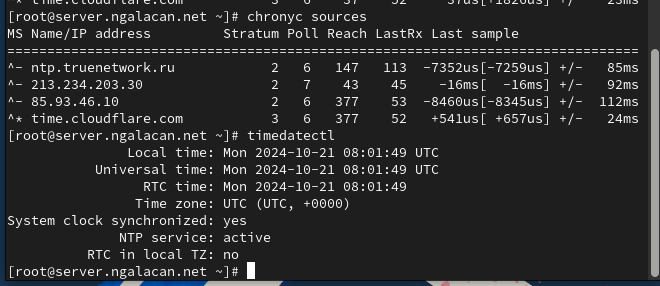 ^* time.cloudflare.com           3   6    37    52    37us[+1826us] +/-   23ms
[root@server.ngalacan.net ~]# chronyc sources
MS Name/IP address         Stratum Poll Reach LastRx Last sample
===============================================================================
^- ntp.truenetwork.ru            2   6   147   113  -7352us[-7259us] +/-   85ms
^- 213.234.203.30                2   7    43    45    -16ms[  -16ms] +/-   92ms
^- 85.93.46.10                   2   6   377    53  -8460us[-8345us] +/-  112ms
^* time.cloudflare.com           3   6   377    52   +541us[ +657us] +/-   24ms
[root@server.ngalacan.net ~]# timedatectl
               Local time: Mon 2024-10-21 08:01:49 UTC
           Universal time: Mon 2024-10-21 08:01:49 UTC
                 RTC time: Mon 2024-10-21 08:01:49
                Time zone: UTC (UTC, +0000)
System clock synchronized: yes
              NTP service: active
          RTC in local TZ: no
[root@server.ngalacan.net ~]#